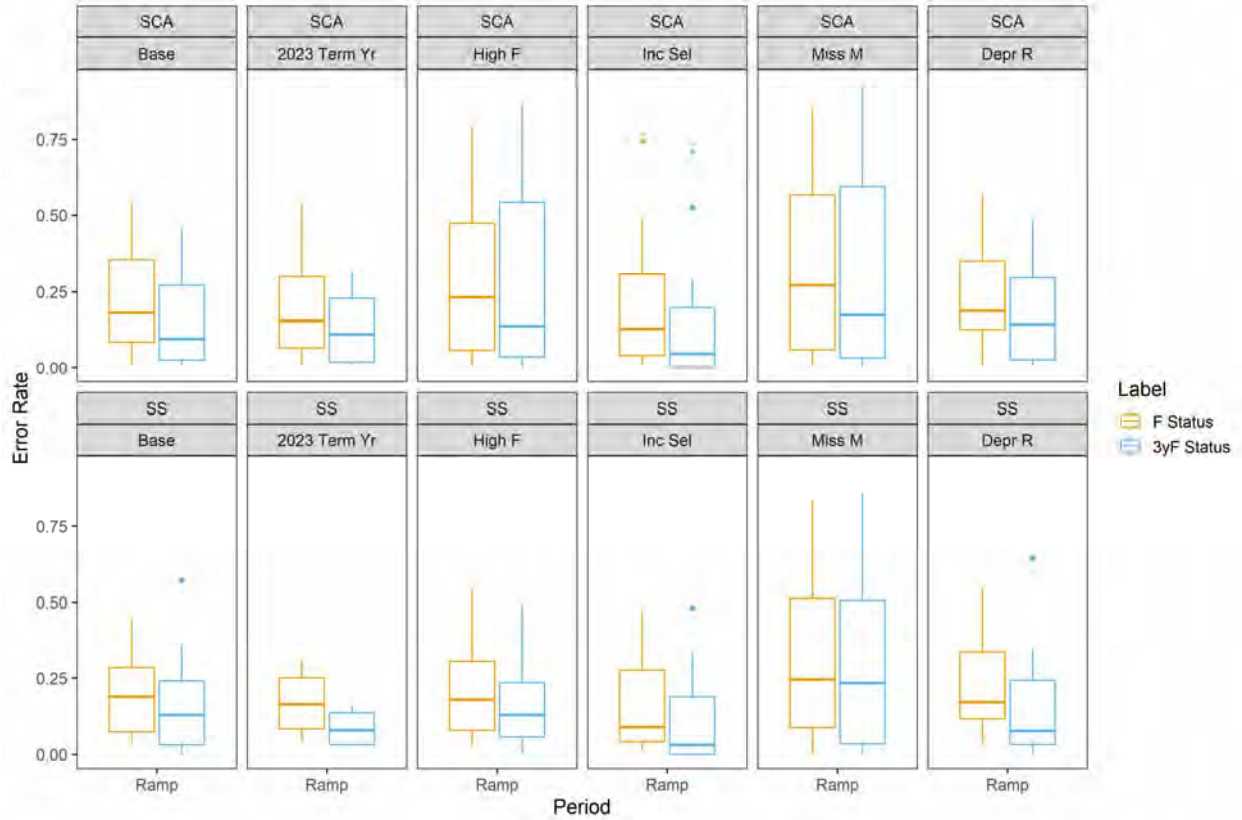 SCA SCA SCA SCA SCA SCA
Base 2023 Term Yr High F Inc Sel Miss M Depr R
0.75
0.50
0.25
0.00
SS SS SS SS SS SS
Base 2023 Term Yr High F Inc Sel Miss M Depr R
0.75
0.50
0.25
0.00
Ramp Ramp Ramp Ramp Ramp Ramp
Period
Error Rate
Label
F Status
3yF Status